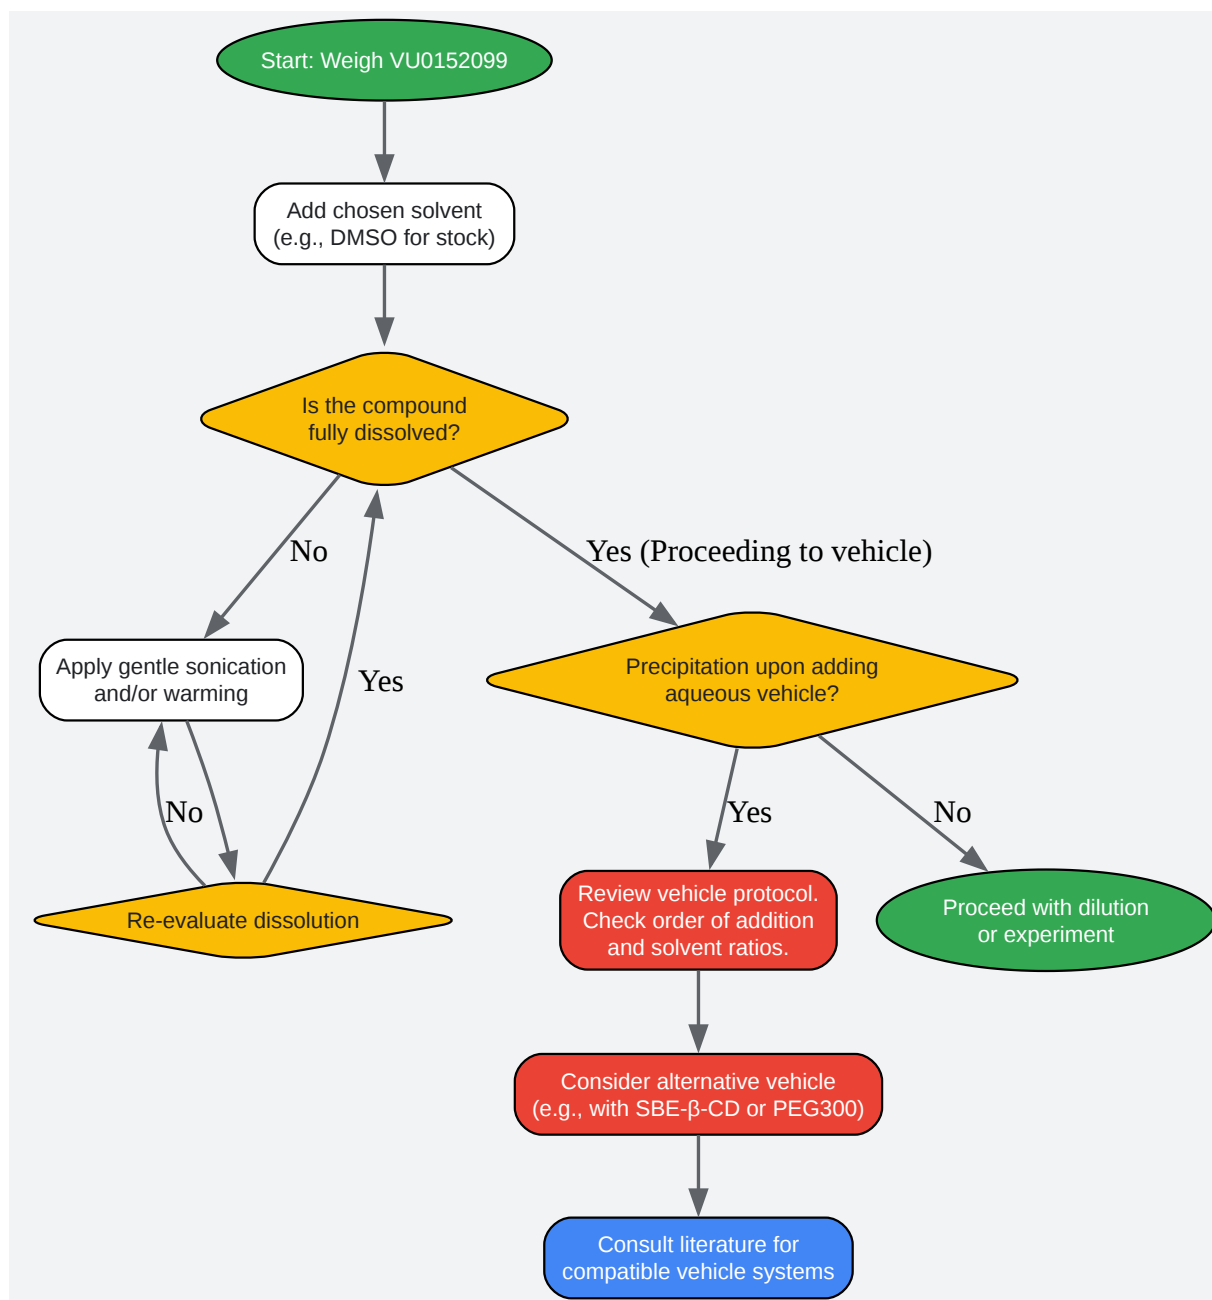 Start: Weigh VU0152099
Add chosen solvent
(e.g., DMSO for stock)
Is the compound
fully dissolved?
No
Yes (Proceeding to vehicle)
Apply gentle sonication
and/or warming
Yes
Precipitation upon adding
aqueous vehicle?
No
Yes
No
Re-evaluate dissolution
Review vehicle protocol.
Check order of addition
and solvent ratios.
Proceed with dilution
or experiment
Consider alternative vehicle
(e.g., with SBE-β-CD or PEG300)
Consult literature for
compatible vehicle systems